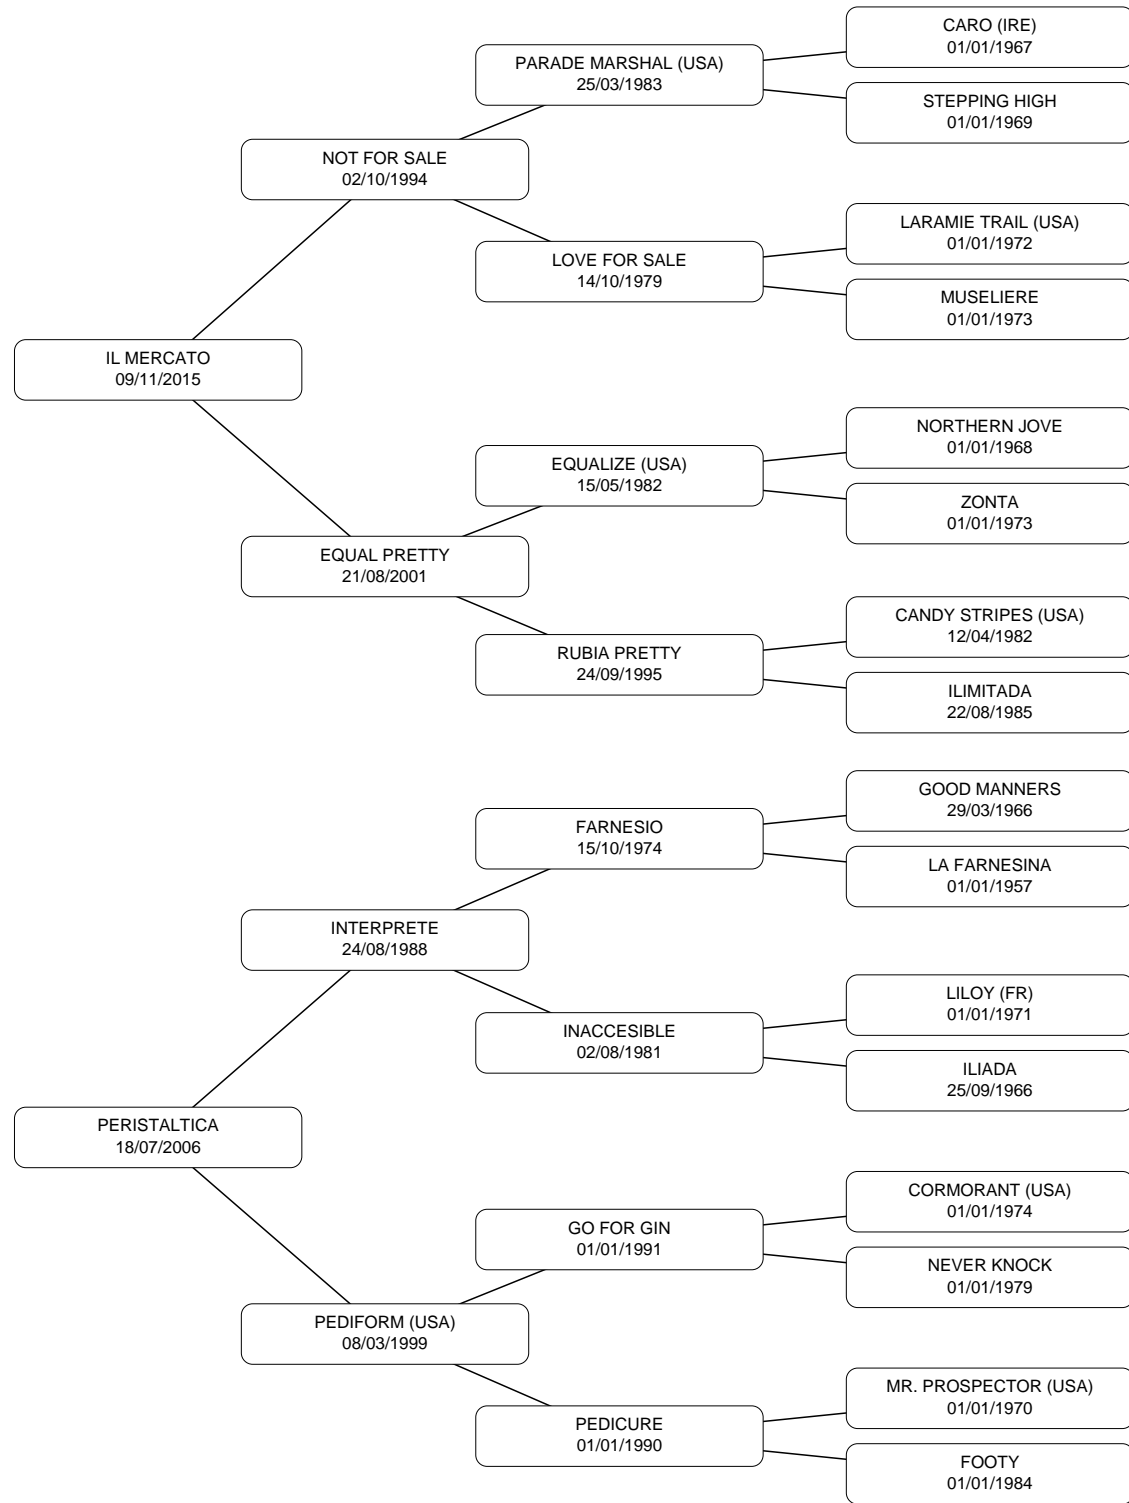 CARO (IRE)
01/01/1967
PARADE MARSHAL (USA)
25/03/1983
STEPPING HIGH
01/01/1969
NOT FOR SALE
02/10/1994
LARAMIE TRAIL (USA)
01/01/1972
LOVE FOR SALE
14/10/1979
MUSELIERE
01/01/1973
IL MERCATO
09/11/2015
NORTHERN JOVE
01/01/1968
EQUALIZE (USA)
15/05/1982
ZONTA
01/01/1973
EQUAL PRETTY
21/08/2001
CANDY STRIPES (USA)
12/04/1982
RUBIA PRETTY
24/09/1995
ILIMITADA
22/08/1985
GOOD MANNERS
29/03/1966
FARNESIO
15/10/1974
LA FARNESINA
01/01/1957
INTERPRETE
24/08/1988
LILOY (FR)
01/01/1971
INACCESIBLE
02/08/1981
ILIADA
25/09/1966
PERISTALTICA
18/07/2006
CORMORANT (USA)
01/01/1974
GO FOR GIN
01/01/1991
NEVER KNOCK
01/01/1979
PEDIFORM (USA)
08/03/1999
MR. PROSPECTOR (USA)
01/01/1970
PEDICURE
01/01/1990
FOOTY
01/01/1984